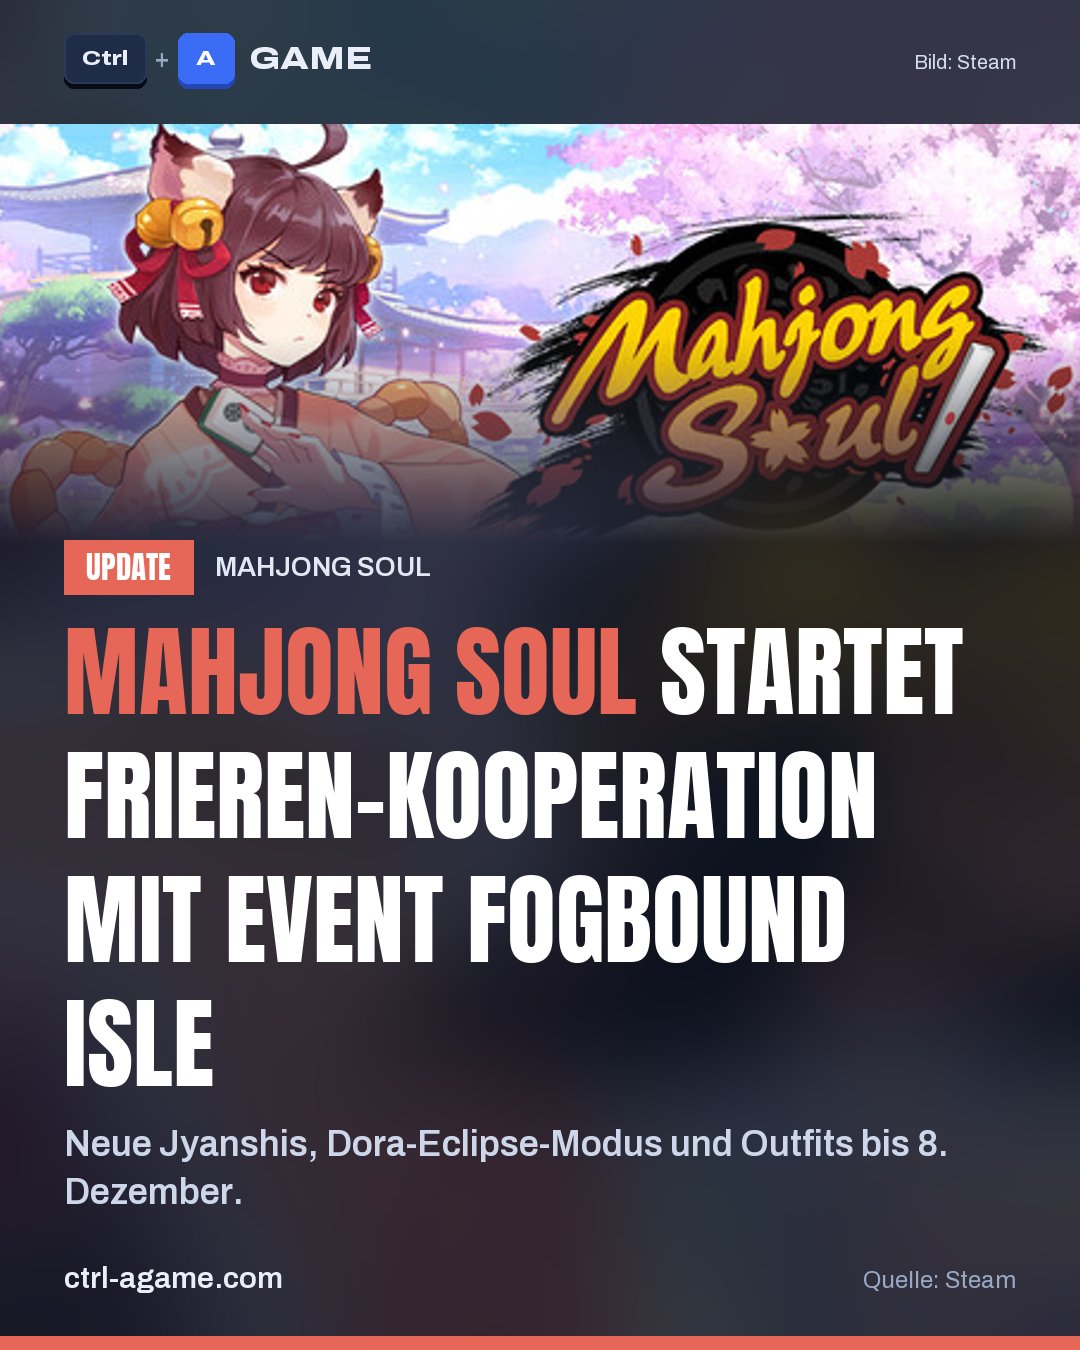 Ctrl + A GAME
Bild: Steam
Mahjong
Soul
UPDATE MAHJONG SOUL
MAHJONG SOUL STARTET
FRIEREN-KOOPERATION
MIT EVENT FOGBOUND
ISLE
Neue Jyanshis, Dora-Eclipse-Modus und Outfits bis 8.
Dezember.
ctrl-agame.com
Quelle: Steam